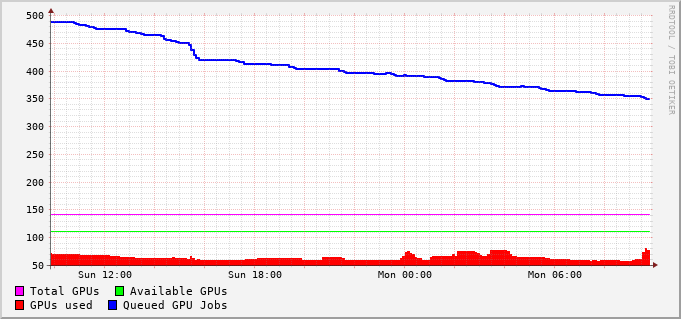 500
450
400
350
300
250
200
150
100
50
Sun 12:00 Sun 18:00 Mon 00:00 Mon 06:00
Total GPUs Available GPUs
GPUs used Queued GPU Jobs
RRDTOOL / TOBI OETIKER